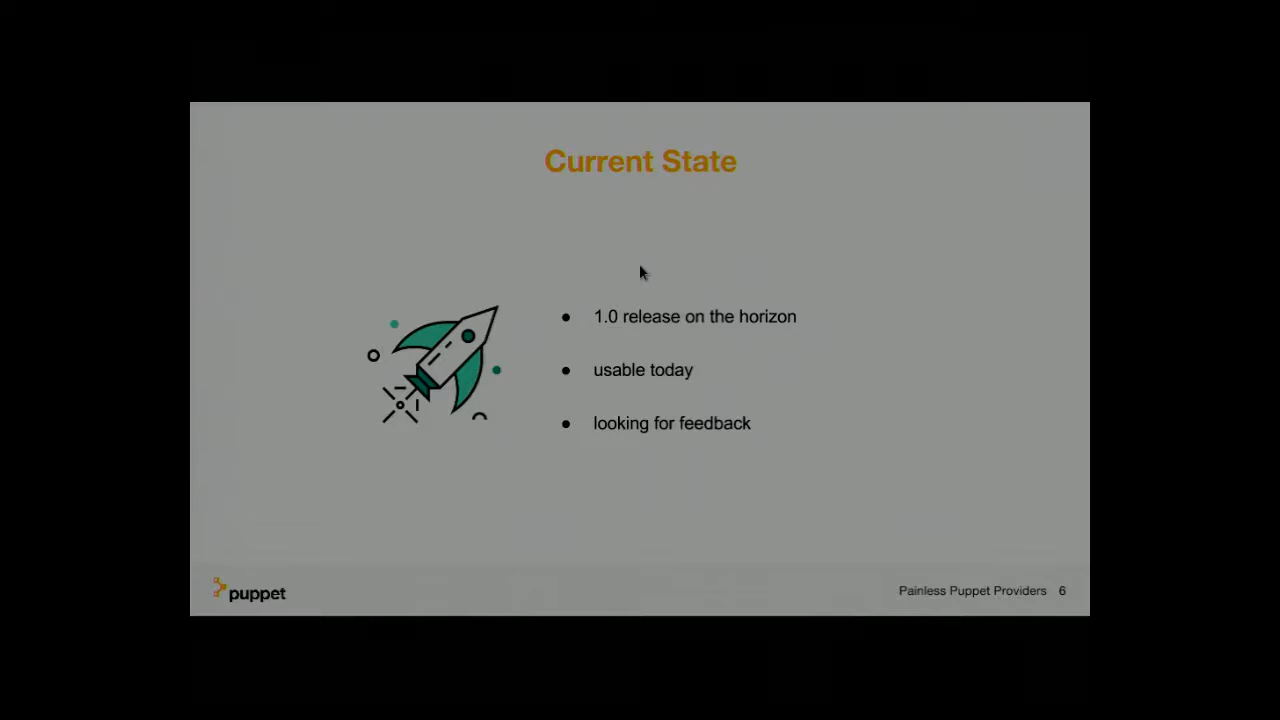 Current State
● 1.0 release on the horizon
● usable today
● looking for feedback
puppet
Painless Puppet Providers 6